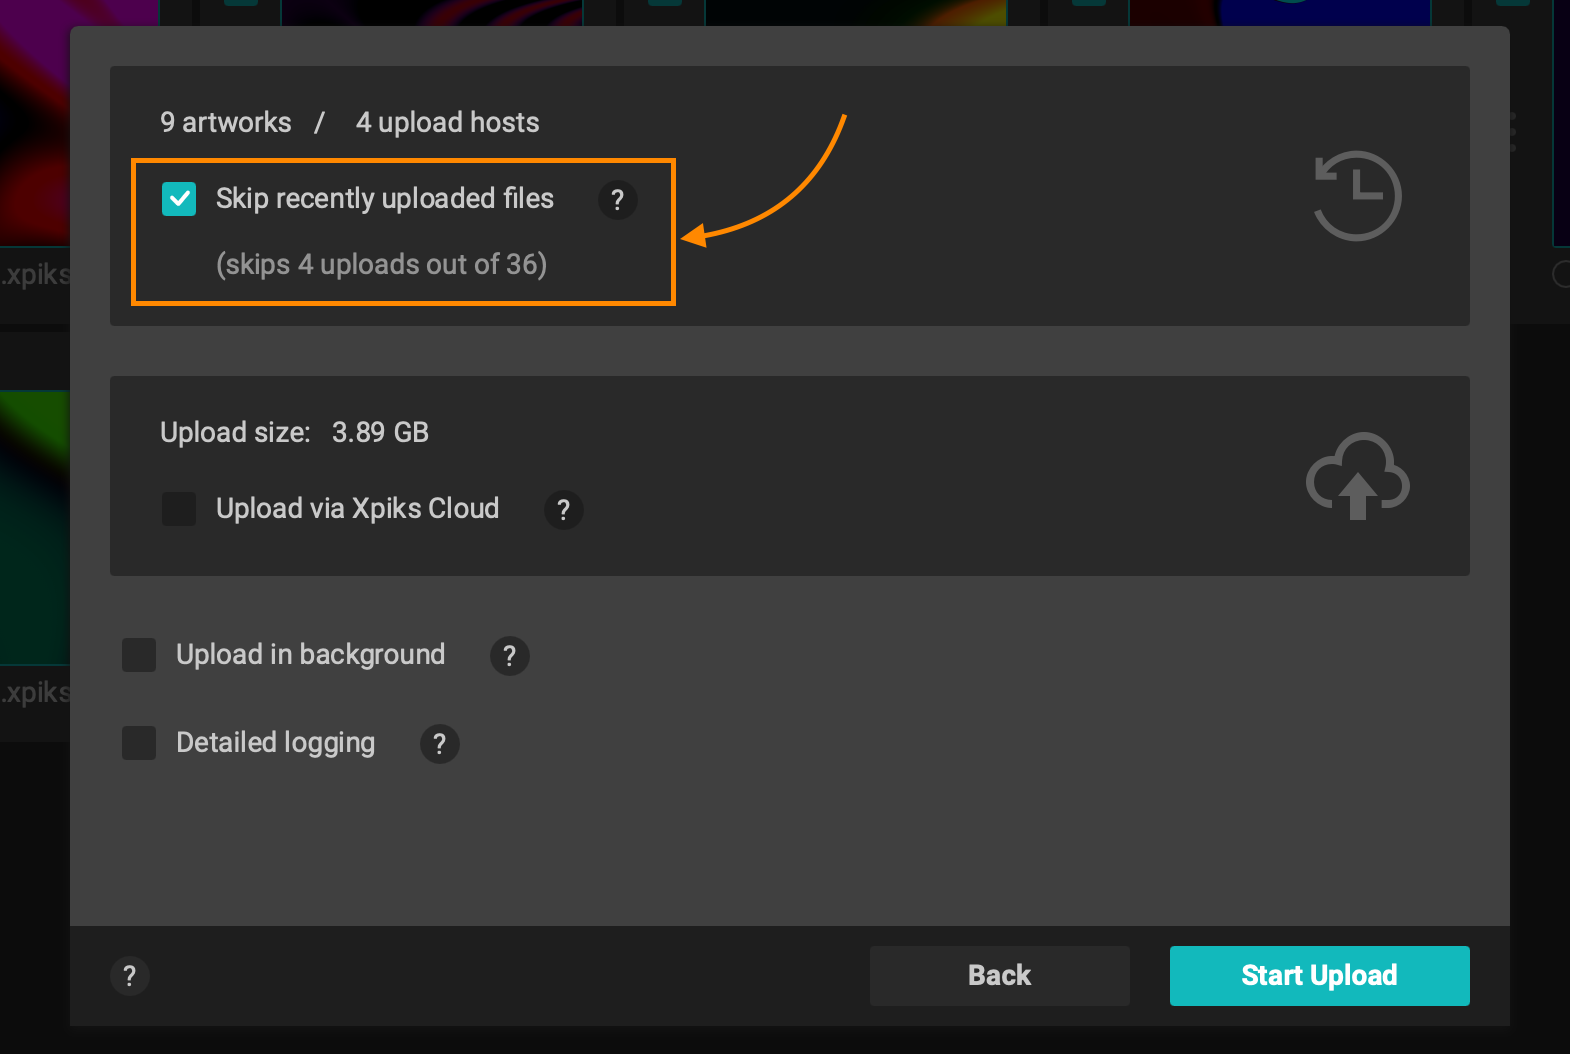 9 artworks / 4 upload hosts
Skip recently uploaded files ?
(skips 4 uploads out of 36)
.xpiks
Upload size: 3.89 GB
Upload via Xpiks Cloud ?
Upload in background ?
.xpiks
Detailed logging ?
? Back Start Upload